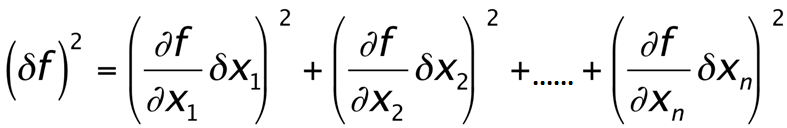 (δf)² = (∂f/∂x₁ δx₁)² + (∂f/∂x₂ δx₂)² +......+ (∂f/∂xₙ δxₙ)²